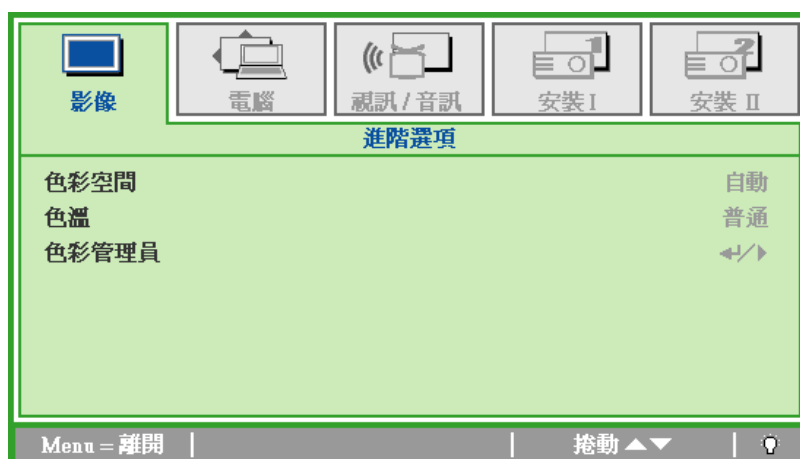 影像
電腦
視訊 / 音訊
安裝 I
安裝 II
進階選項
色彩空間 自動
色溫 普通
色彩管理員
Menu = 離開 捲動